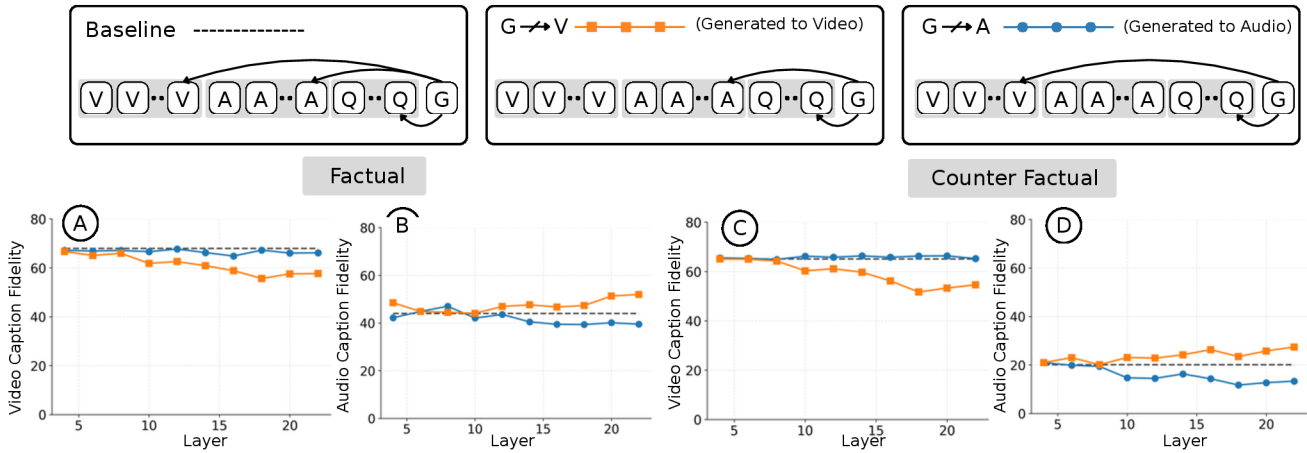 Baseline ----------------
G V (Generated to Video)
G A (Generated to Audio)
V V ·· V A A ·· A Q ·· Q G
V V ·· V A A ·· A Q ·· Q G
V V ·· V A A ·· A Q ·· Q G
Factual
Counter Factual
A
Video Caption Fidelity
80
60
40
20
0
5 10 15 20
Layer
B
Audio Caption Fidelity
80
60
40
20
0
5 10 15 20
Layer
C
Video Caption Fidelity
80
60
40
20
0
5 10 15 20
Layer
D
Audio Caption Fidelity
80
60
40
20
0
5 10 15 20
Layer